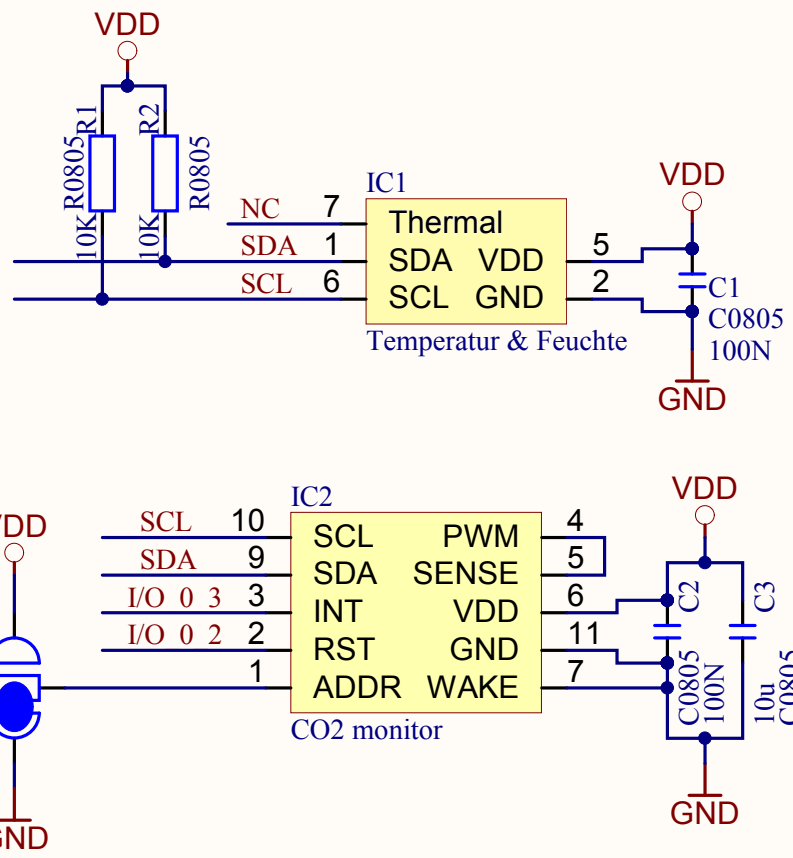 VDD
R1
R0805
10K
R2
R0805
10K
IC1
NC 7 Thermal
SDA 1 SDA VDD 5
SCL 6 SCL GND 2
Temperatur & Feuchte
VDD
C1
C0805
100N
GND
IC2
SCL 10 SCL PWM 4
SDA 9 SDA SENSE 5
I/O 0 3 3 INT VDD 6
I/O 0 2 2 RST GND 11
1 ADDR WAKE 7
CO2 monitor
VDD
GND
VDD
C2
C0805
100N
C3
10u
C0805
GND